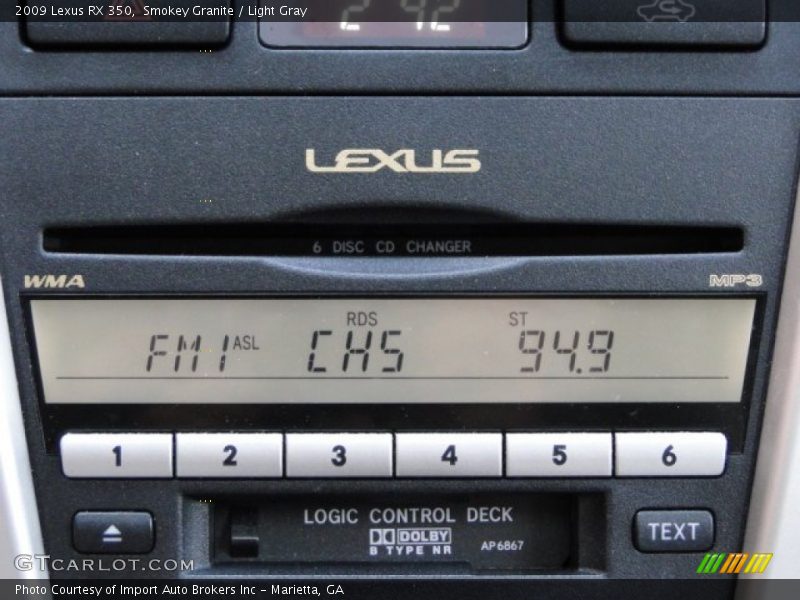 2009 Lexus RX 350, Smokey Granite / Light Gray
LEXUS
6 DISC CD CHANGER
WMA
MP3
RDS ST
FM1 ASL CH5 94.9
1 2 3 4 5 6
LOGIC CONTROL DECK
DOLBY
B TYPE NR
AP6867
TEXT
GTCARLOT.COM
Photo Courtesy of Import Auto Brokers Inc – Marietta, GA